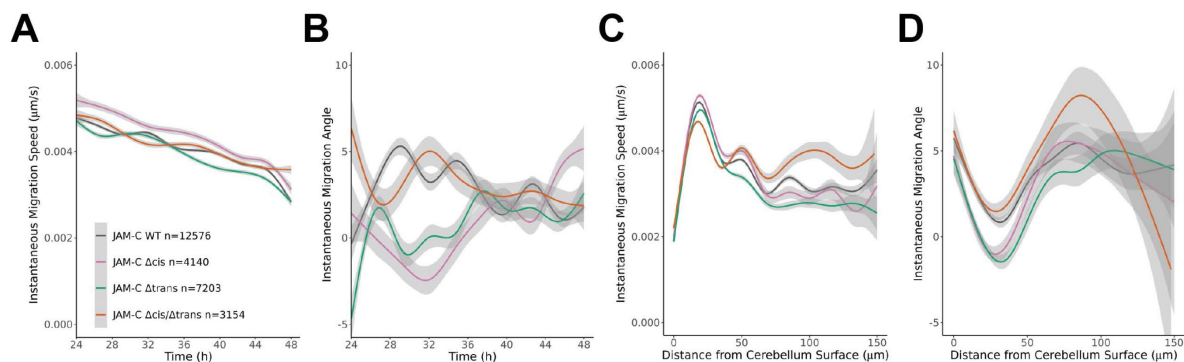 A
Instantaneous Migration Speed (μm/s)
0.006
0.004
0.002
0.000
JAM-C WT n=12576
JAM-C Δcis n=4140
JAM-C Δtrans n=7203
JAM-C Δcis/Δtrans n=3154
24 28 32 36 40 44 48
Time (h)
B
Instantaneous Migration Angle
10
5
0
-5
24 28 32 36 40 44 48
Time (h)
C
Instantaneous Migration Speed (μm/s)
0.006
0.004
0.002
0.000
0 50 100 150
Distance from Cerebellum Surface (μm)
D
Instantaneous Migration Angle
10
5
0
-5
0 50 100 150
Distance from Cerebellum Surface (μm)